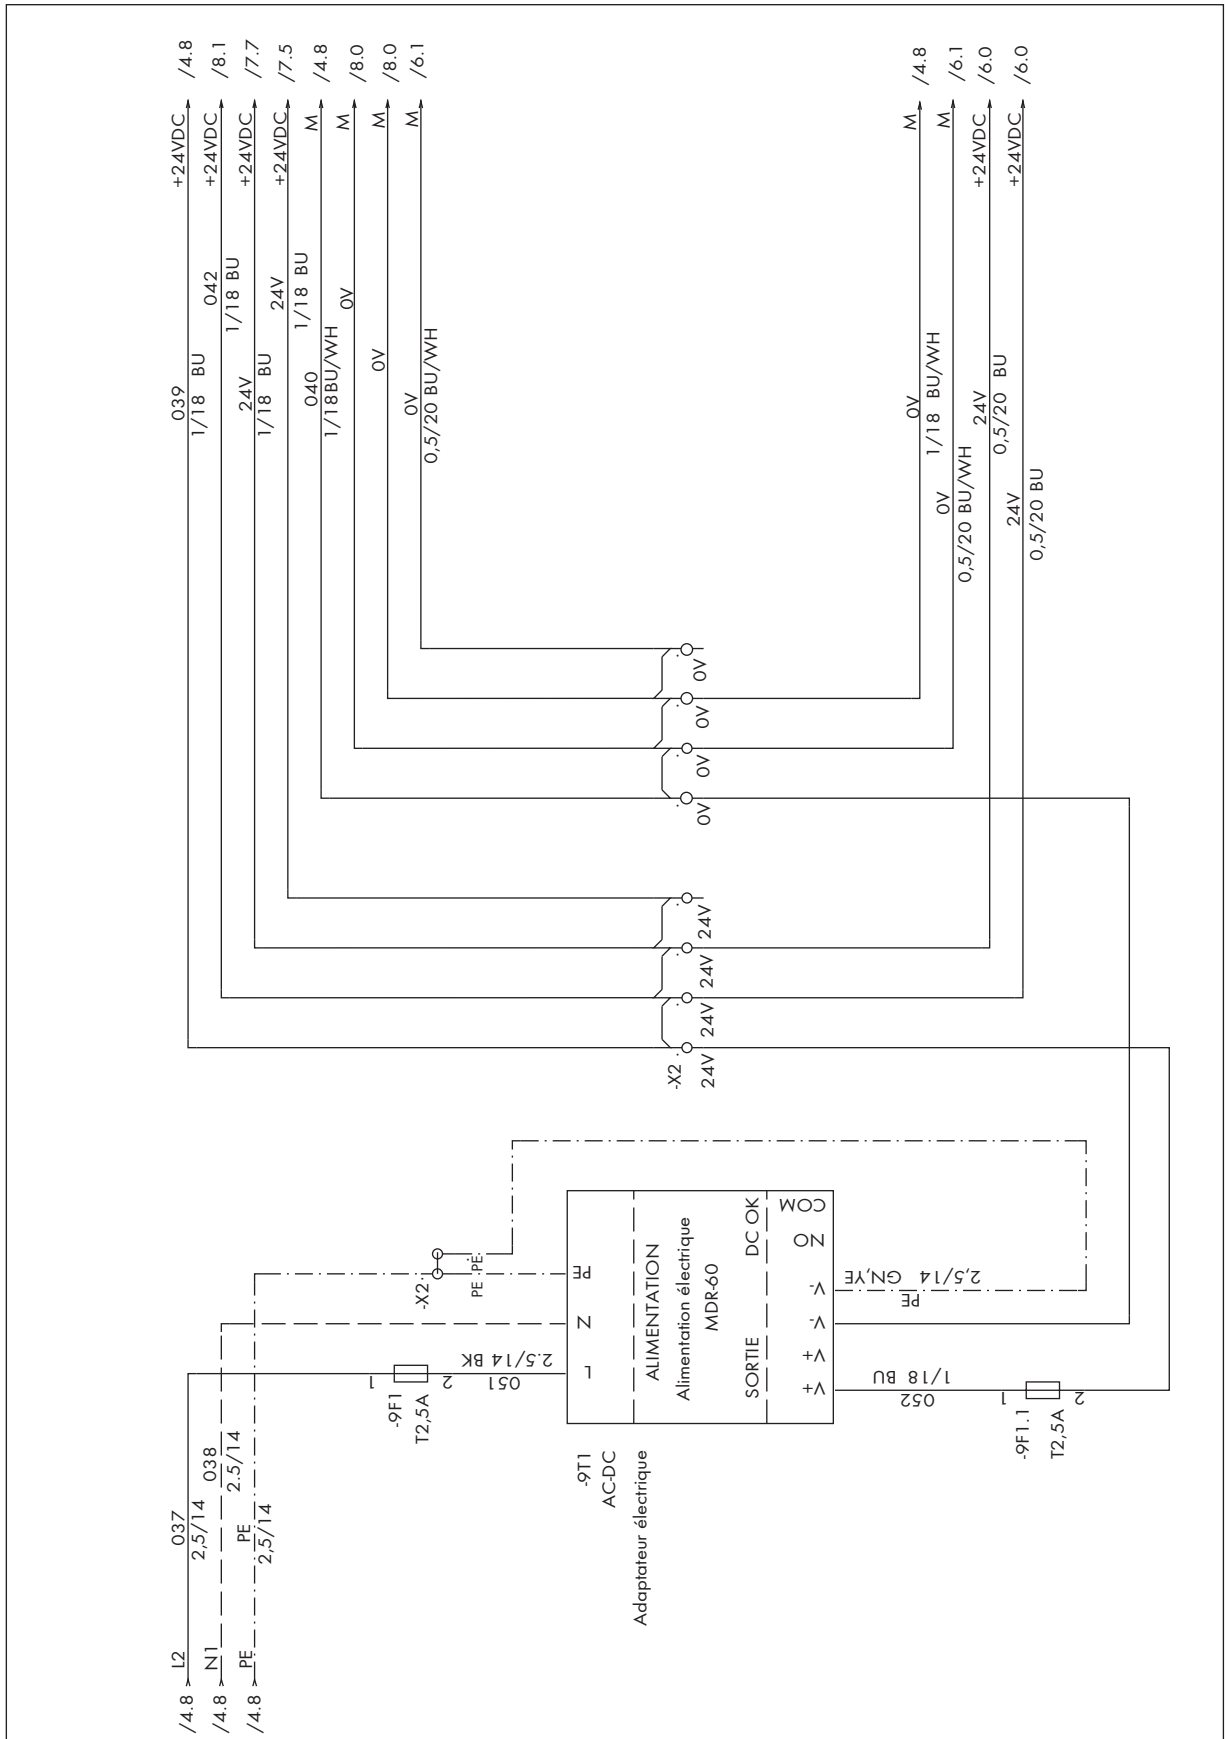 /4.8
/8.1
/7.7
/7.5
/4.8
/8.0
/8.0
/6.1
/4.8
/6.1
/6.0
/6.0
+24VDC
+24VDC
+24VDC
+24VDC
M
M
M
M
M
M
+24VDC
+24VDC
039
1/18 BU
042
1/18 BU
24V
1/18 BU
24V
1/18 BU
040
1/18BU/WH
0V
0V
0V
0,5/20 BU/WH
0V
1/18 BU/WH
0V
0,5/20 BU/WH
24V
0,5/20 BU
24V
0,5/20 BU
0V
0V
0V
0V
24V
24V
24V
24V
-X2
-X2
PE
PE
PE
N
L
ALIMENTATION
Alimentation électrique
MDR-60
SORTIE
DC OK
COM
NO
V-
V-
V+
V+
2,5/14 GN,YE
PE
1/18 BU
052
1
2
-9F1.1
T2,5A
2.5/14 BK
051
1
2
-9F1
T2,5A
-9T1
AC-DC
Adaptateur électrique
037
2,5/14
038
2.5/14
PE
2,5/14
L2
N1
PE
/4.8
/4.8
/4.8